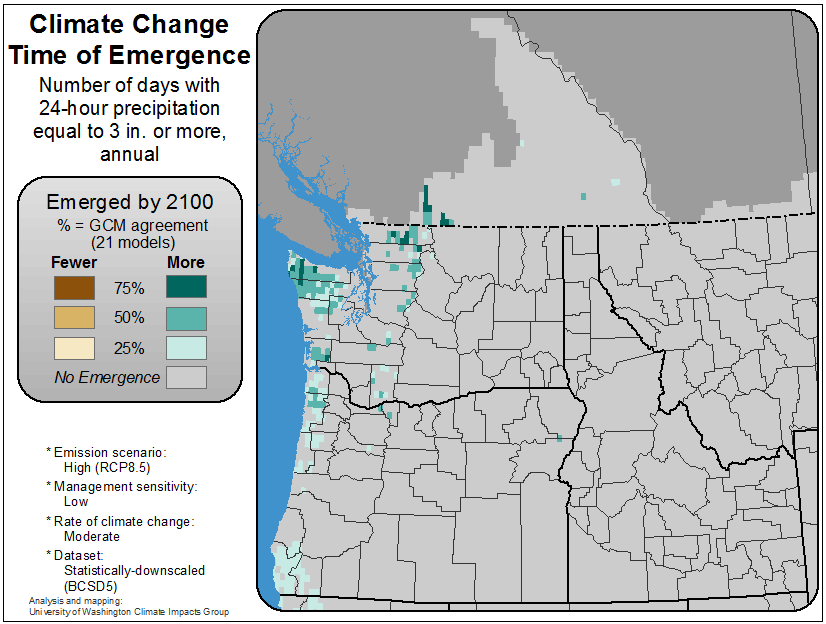 Climate Change
Time of Emergence
Number of days with
24-hour precipitation
equal to 3 in. or more,
annual
Emerged by 2100
% = GCM agreement
(21 models)
Fewer More
75%
50%
25%
No Emergence
* Emission scenario:
High (RCP8.5)
* Management sensitivity:
Low
* Rate of climate change:
Moderate
* Dataset:
Statistically-downscaled
(BCSD5)
Analysis and mapping:
University of Washington Climate Impacts Group